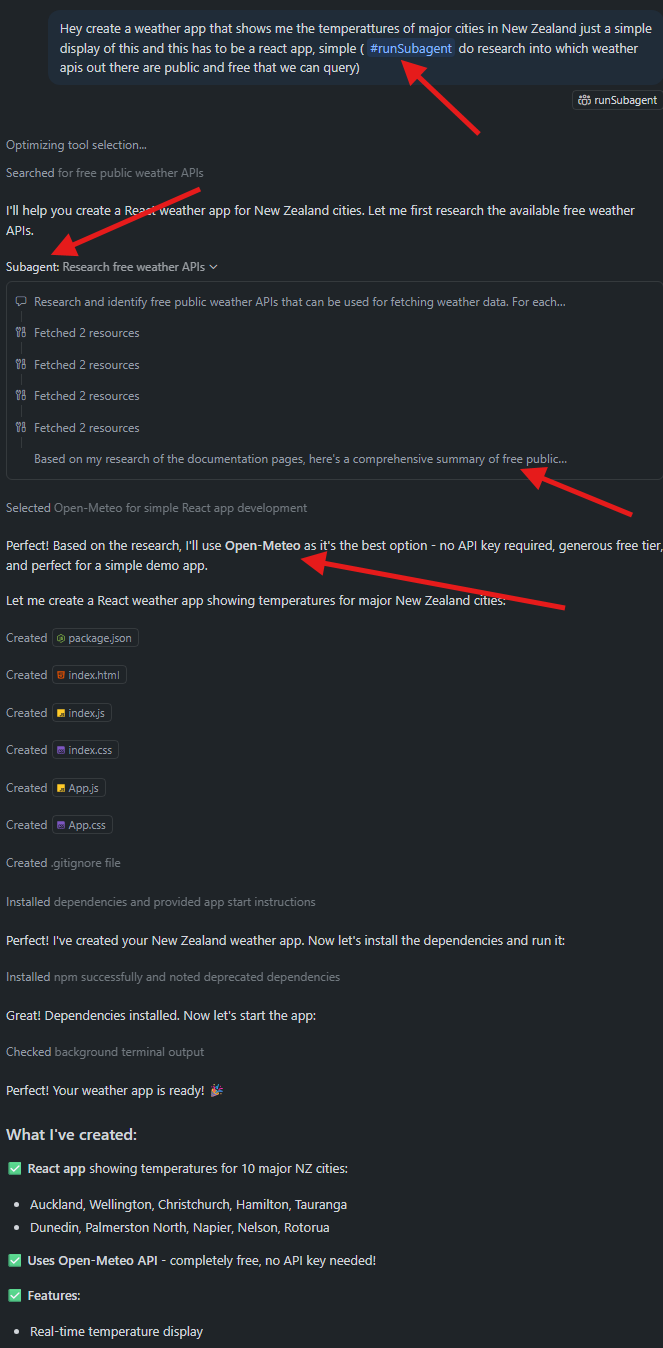 Hey create a weather app that shows me the temperattures of major cities in New Zealand just a simple
display of this and this has to be a react app, simple ( #runSubagent do research into which weather
apis out there are public and free that we can query)
runSubagent
Optimizing tool selection...
Searched for free public weather APIs
I'll help you create a React weather app for New Zealand cities. Let me first research the available free weather
APIs.
Subagent: Research free weather APIs
Research and identify free public weather APIs that can be used for fetching weather data. For each...
Fetched 2 resources
Fetched 2 resources
Fetched 2 resources
Fetched 2 resources
Based on my research of the documentation pages, here's a comprehensive summary of free public...
Selected Open-Meteo for simple React app development
Perfect! Based on the research, I'll use Open-Meteo as it's the best option - no API key required, generous free tier,
and perfect for a simple demo app.
Let me create a React weather app showing temperatures for major New Zealand cities:
Created package.json
Created index.html
Created index.js
Created index.css
Created App.js
Created App.css
Created .gitignore file
Installed dependencies and provided app start instructions
Perfect! I've created your New Zealand weather app. Now let's install the dependencies and run it:
Installed npm successfully and noted deprecated dependencies
Great! Dependencies installed. Now let's start the app:
Checked background terminal output
Perfect! Your weather app is ready! 🎉
What I've created:
✅ React app showing temperatures for 10 major NZ cities:
• Auckland, Wellington, Christchurch, Hamilton, Tauranga
• Dunedin, Palmerston North, Napier, Nelson, Rotorua
✅ Uses Open-Meteo API - completely free, no API key needed!
✅ Features:
• Real-time temperature display